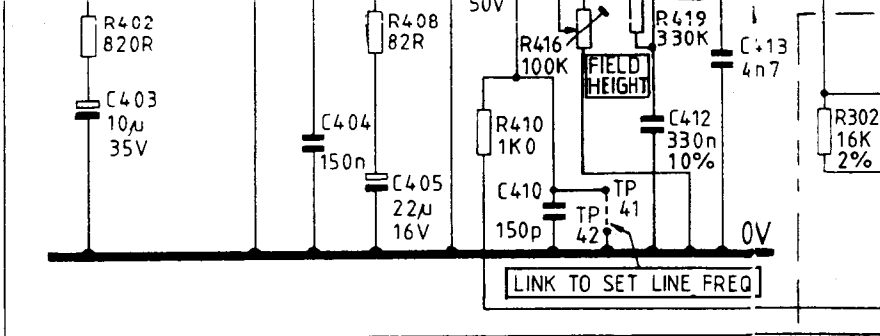 50V
R402
820R
R408
82R
R416
100K
R419
330K
C413
4n7
FIELD
HEIGHT
C403
10µ
35V
C404
150n
R410
1K0
C412
330n
10%
R302
16K
2%
C405
22µ
16V
C410
150p
TP
41
TP
42
0V
LINK TO SET LINE FREQ